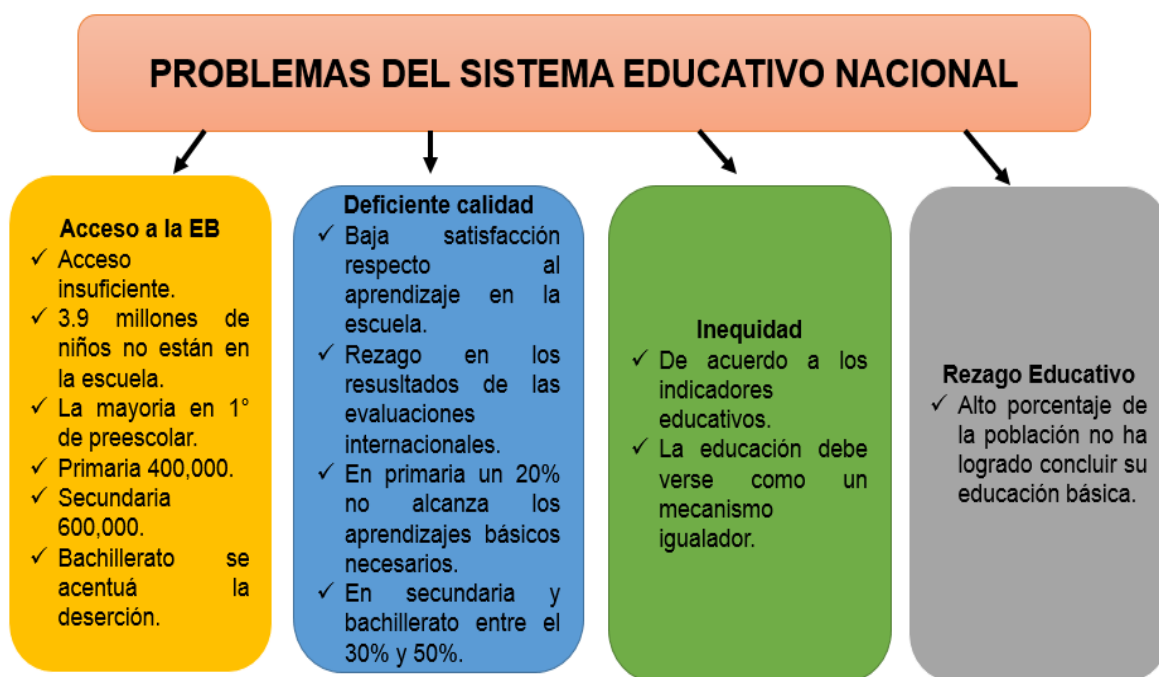 PROBLEMAS DEL SISTEMA EDUCATIVO NACIONAL
Acceso a la EB
✓ Acceso
insuficiente.
✓ 3.9 millones de
niños no están en
la escuela.
✓ La mayoria en 1°
de preescolar.
✓ Primaria 400,000.
✓ Secundaria
600,000.
✓ Bachillerato se
acentuá la
deserción.
Deficiente calidad
✓ Baja satisfacción
respecto al
aprendizaje en la
escuela.
✓ Rezago en los
resusltados de las
evaluaciones
internacionales.
✓ En primaria un 20%
no alcanza los
aprendizajes básicos
necesarios.
✓ En secundaria y
bachillerato entre el
30% y 50%.
Inequidad
✓ De acuerdo a los
indicadores
educativos.
✓ La educación debe
verse como un
mecanismo
igualador.
Rezago Educativo
✓ Alto porcentaje de
la población no ha
logrado concluir su
educación básica.